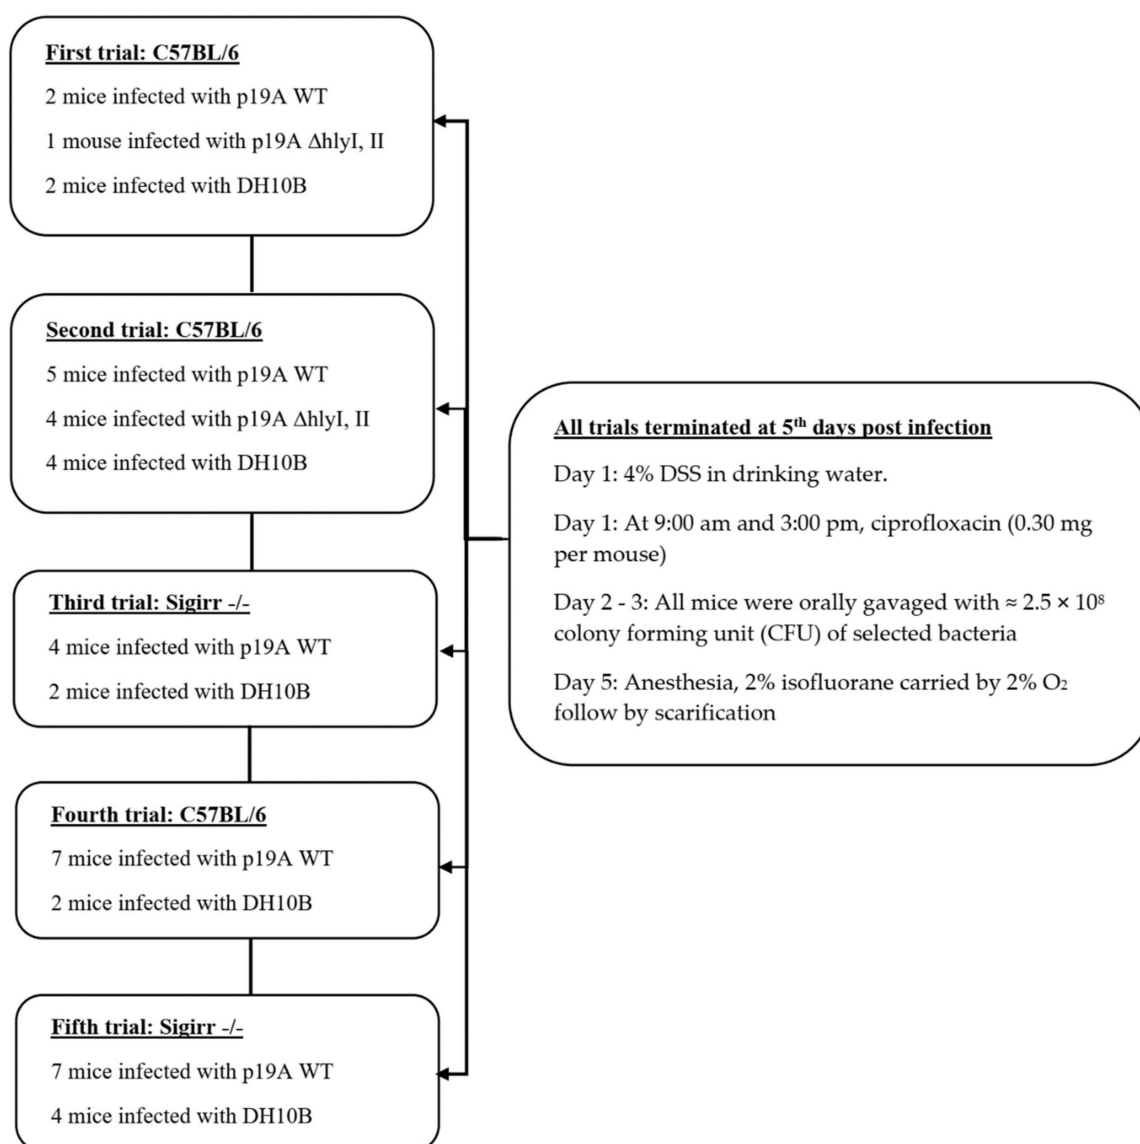 First trial: C57BL/6
2 mice infected with p19A WT
1 mouse infected with p19A ΔhlyI, II
2 mice infected with DH10B
Second trial: C57BL/6
5 mice infected with p19A WT
4 mice infected with p19A ΔhlyI, II
4 mice infected with DH10B
Third trial: Sigirr -/-
4 mice infected with p19A WT
2 mice infected with DH10B
Fourth trial: C57BL/6
7 mice infected with p19A WT
2 mice infected with DH10B
Fifth trial: Sigirr -/-
7 mice infected with p19A WT
4 mice infected with DH10B
All trials terminated at 5th days post infection
Day 1: 4% DSS in drinking water.
Day 1: At 9:00 am and 3:00 pm, ciprofloxacin (0.30 mg
per mouse)
Day 2 - 3: All mice were orally gavaged with ≈ 2.5 × 10⁸
colony forming unit (CFU) of selected bacteria
Day 5: Anesthesia, 2% isofluorane carried by 2% O₂
follow by scarification